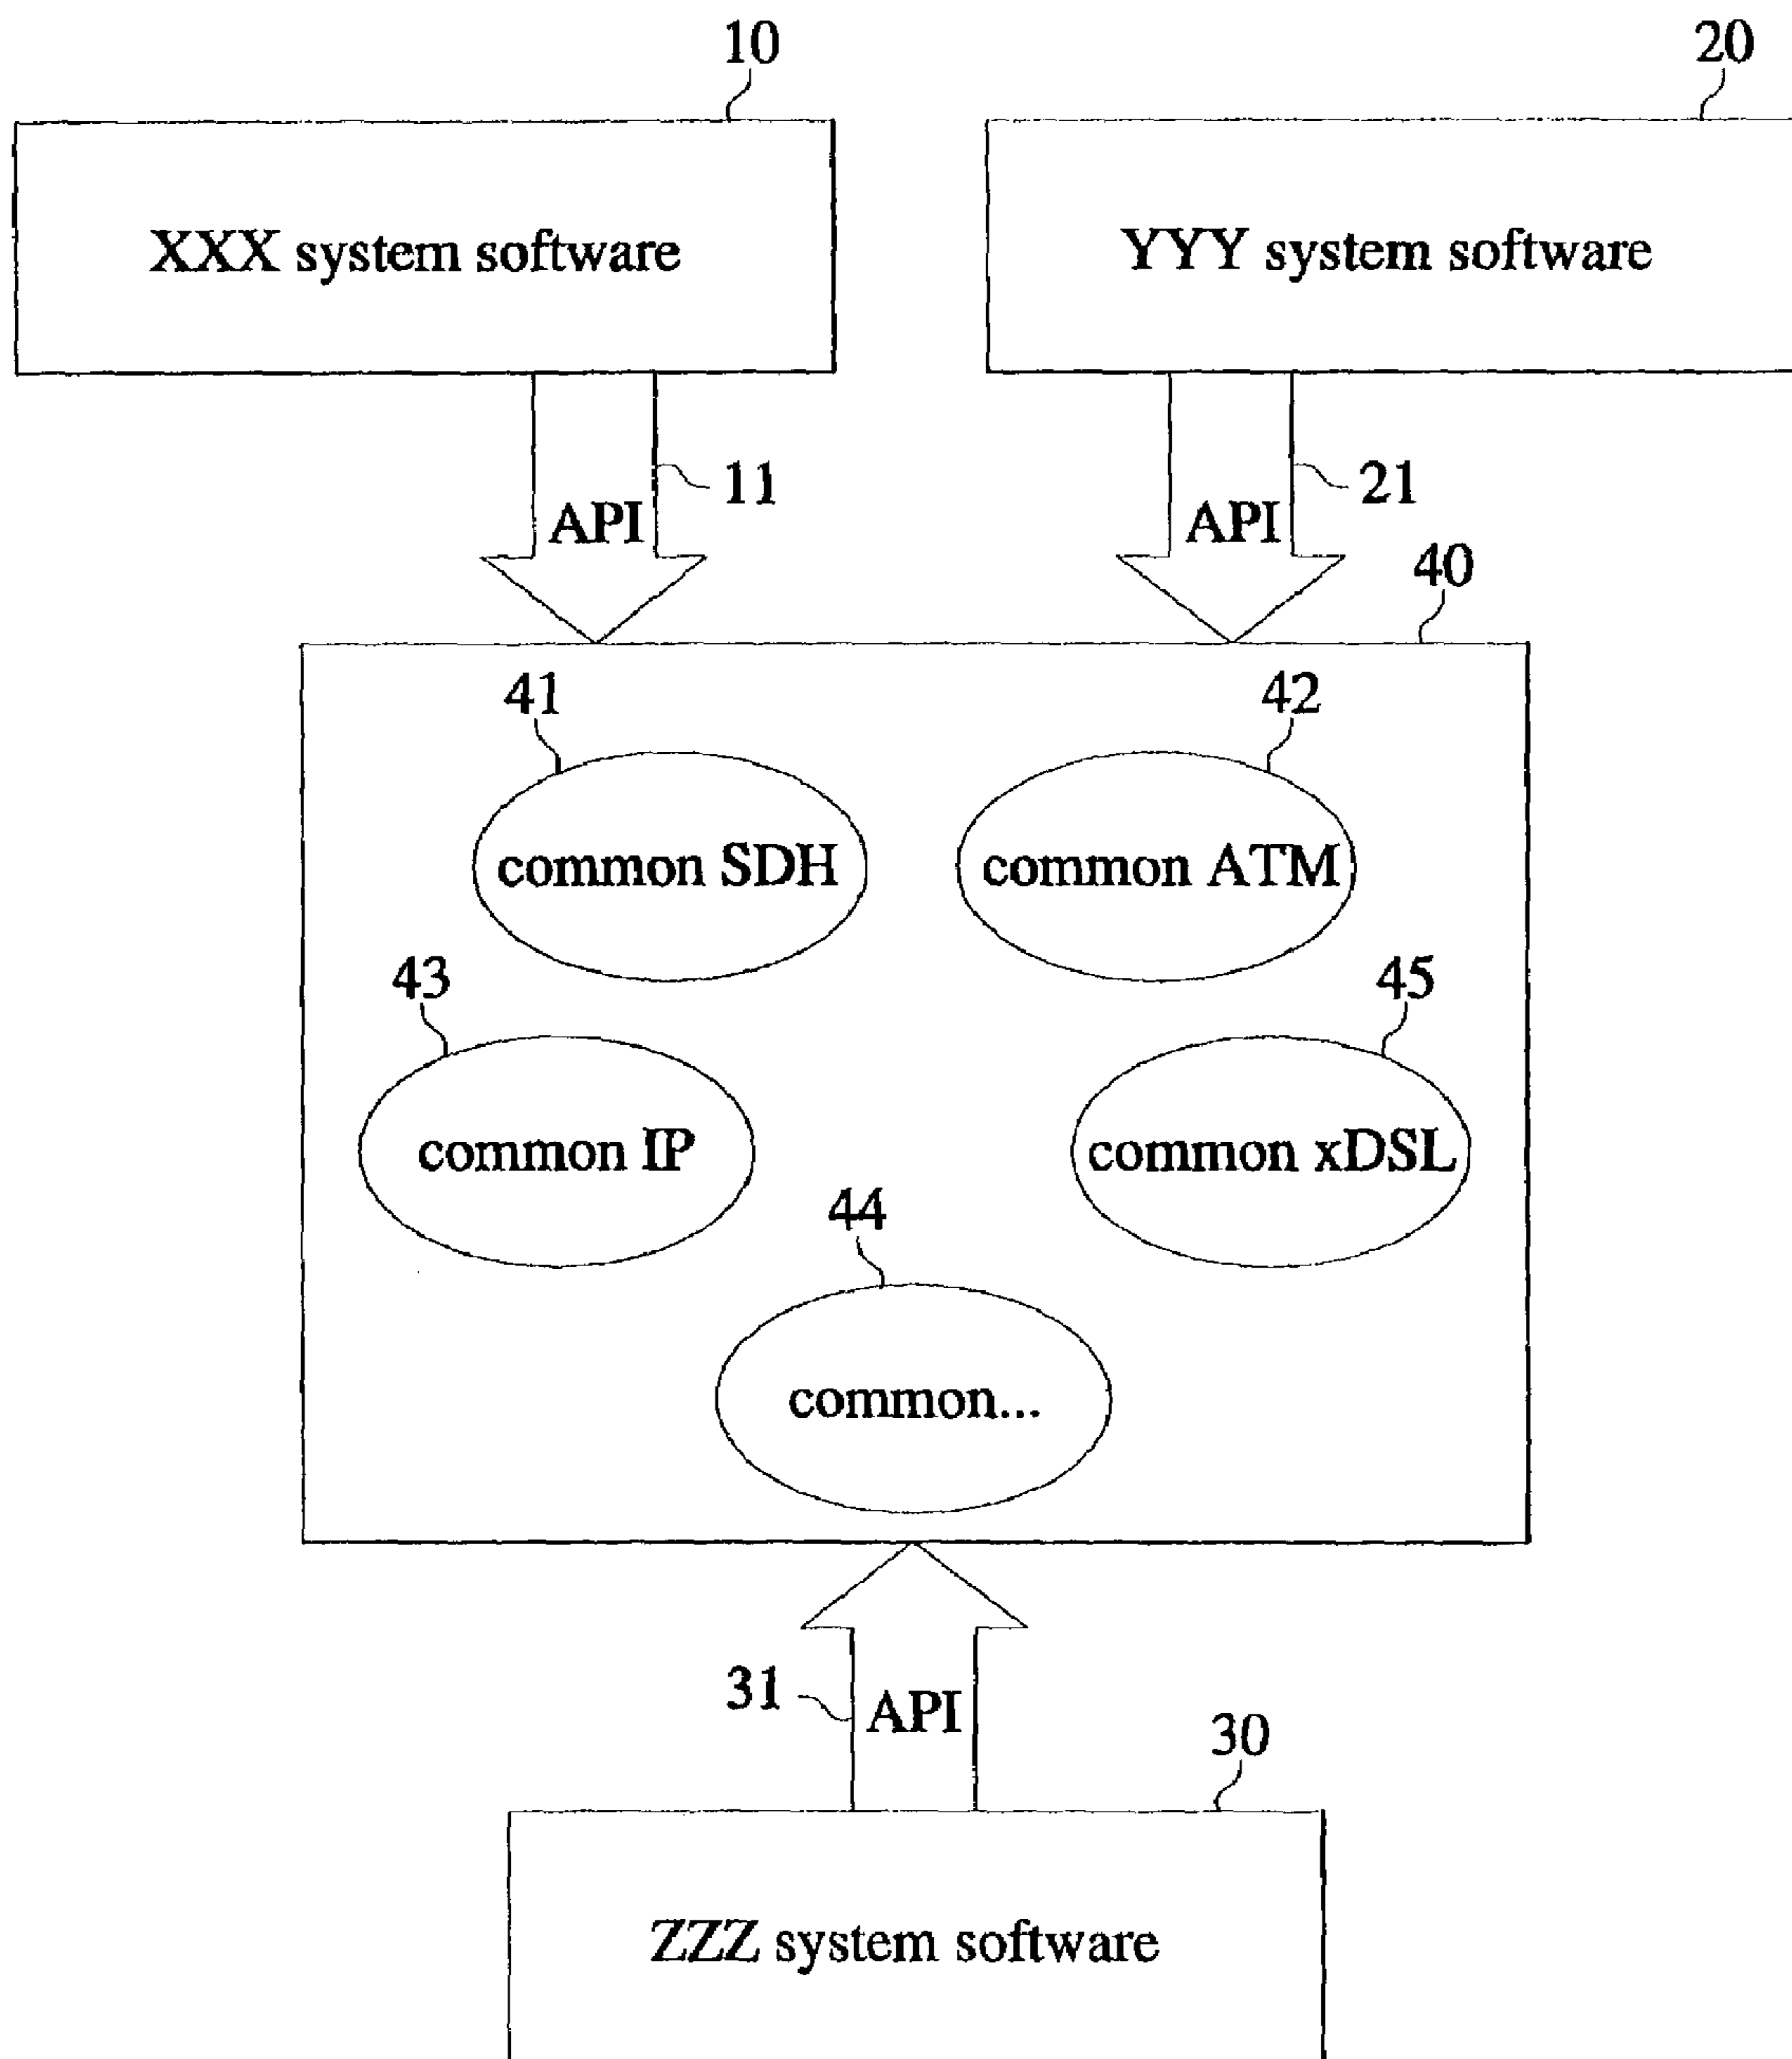 10
20
XXX system software
YYY system software
11
21
API
API
40
41
42
common SDH
common ATM
43
45
common IP
common xDSL
44
common...
31
API
30
ZZZ system software